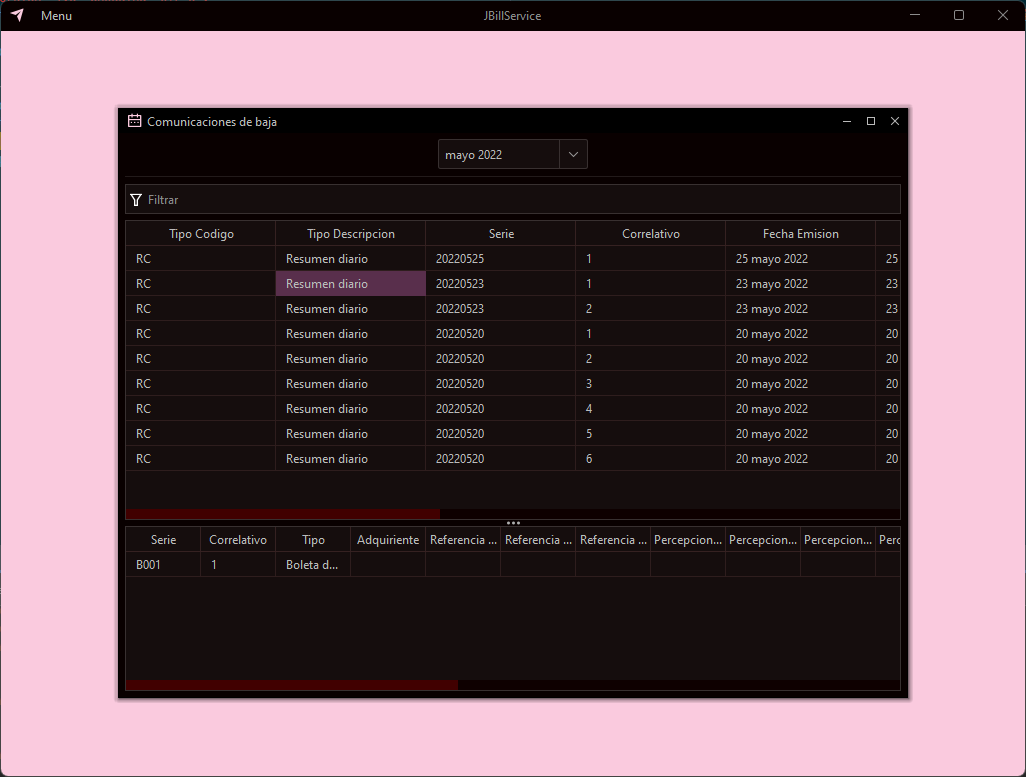 Menu JBillService
Comunicaciones de baja
mayo 2022
Filtrar
Tipo Codigo Tipo Descripcion Serie Correlativo Fecha Emision
RC Resumen diario 20220525 1 25 mayo 2022 25
RC Resumen diario 20220523 1 23 mayo 2022 23
RC Resumen diario 20220523 2 23 mayo 2022 23
RC Resumen diario 20220520 1 20 mayo 2022 20
RC Resumen diario 20220520 2 20 mayo 2022 20
RC Resumen diario 20220520 3 20 mayo 2022 20
RC Resumen diario 20220520 4 20 mayo 2022 20
RC Resumen diario 20220520 5 20 mayo 2022 20
RC Resumen diario 20220520 6 20 mayo 2022 20
Serie Correlativo Tipo Adquiriente Referencia ... Referencia ... Referencia ... Percepcion... Percepcion... Percepcion... Perc
B001 1 Boleta d...